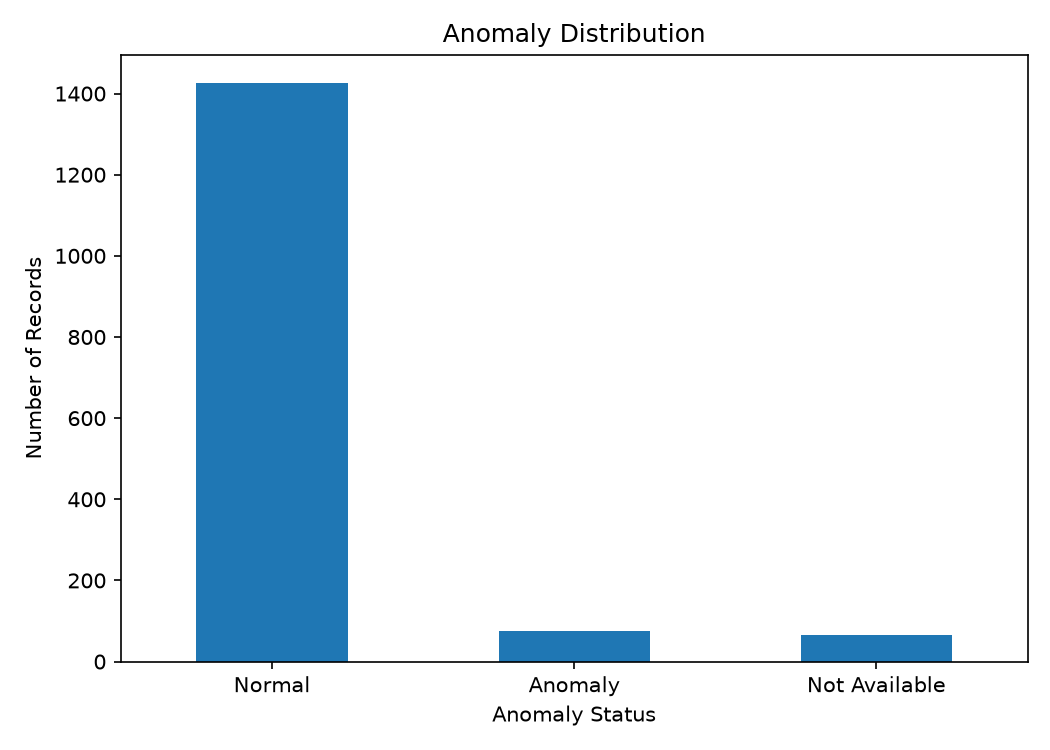 Anomaly Distribution
1400
1200
1000
800
600
400
200
0
Number of Records
Normal
Anomaly
Not Available
Anomaly Status